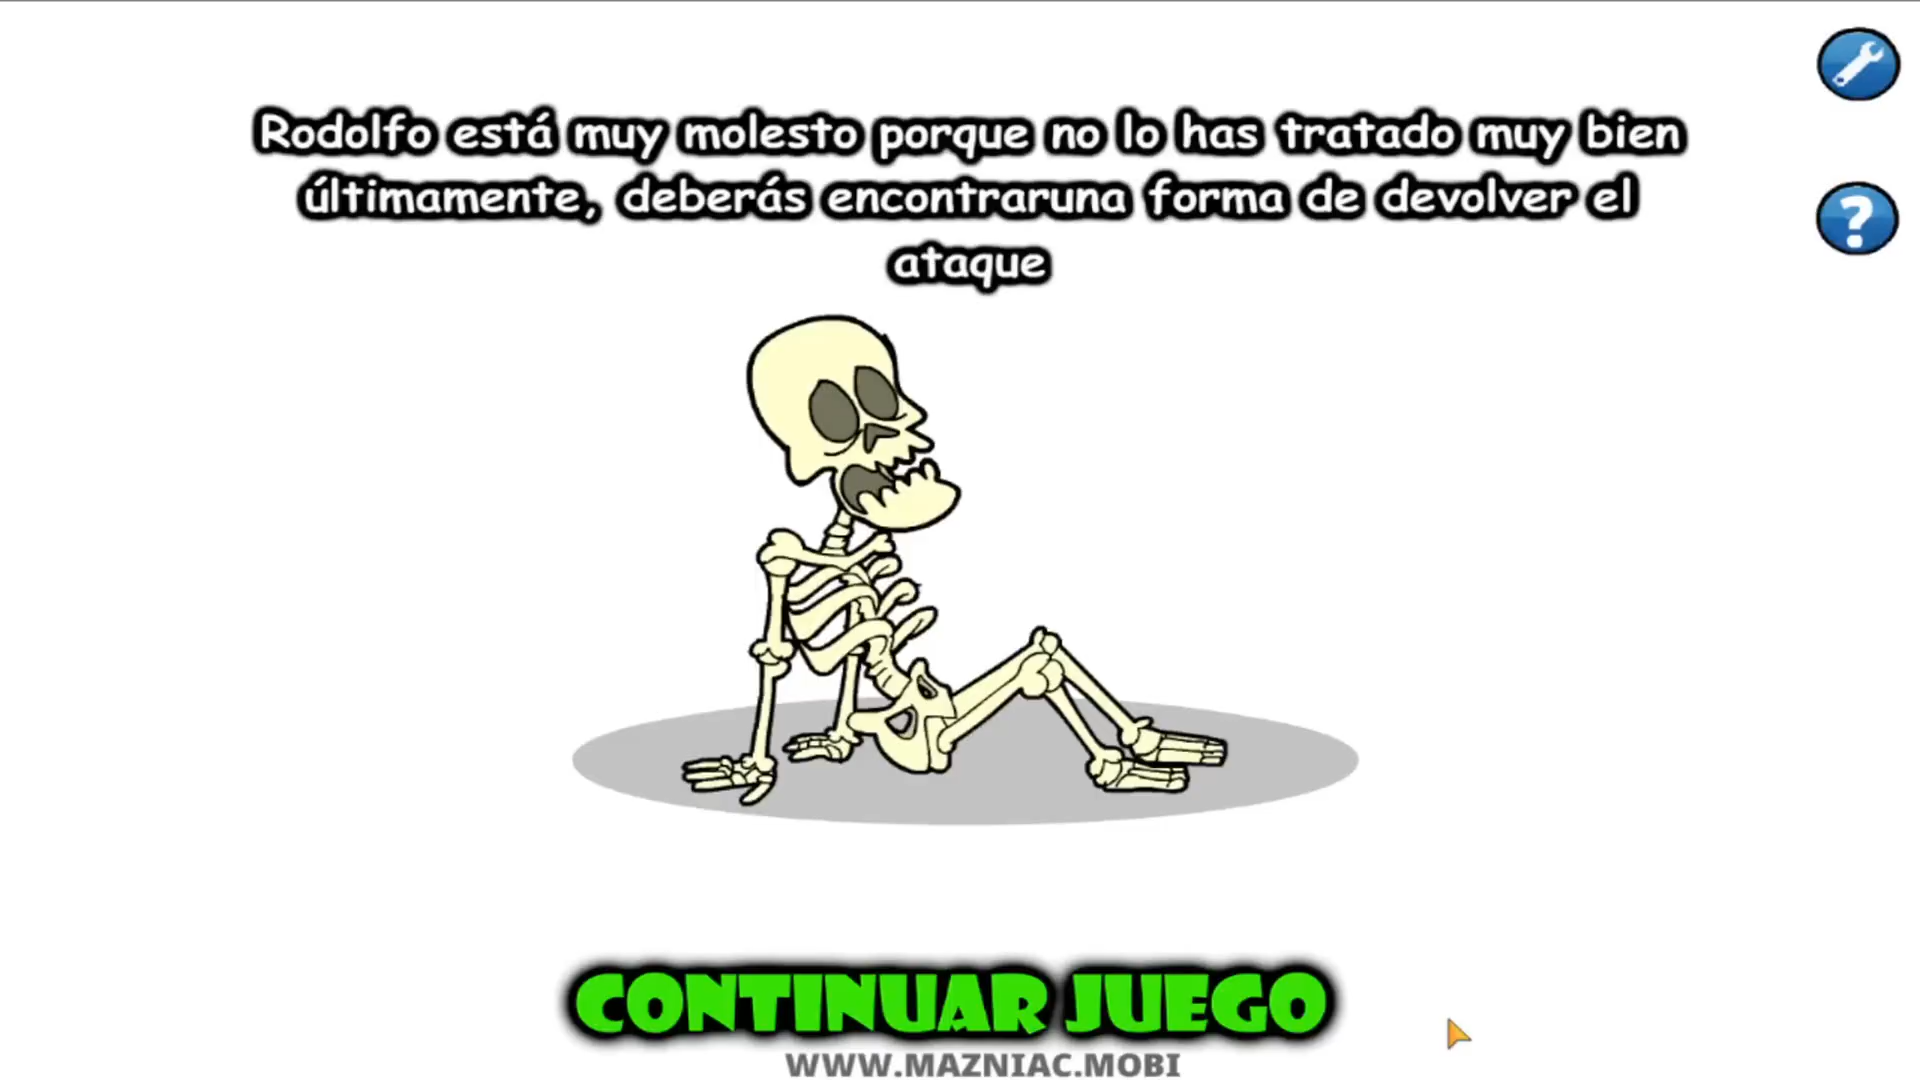 Rodolfo está muy molesto porque no lo has tratado muy bien
últimamente, deberás encontraruna forma de devolver el
ataque
?
CONTINUAR JUEGO
WWW.MAZNIAC.MOBI